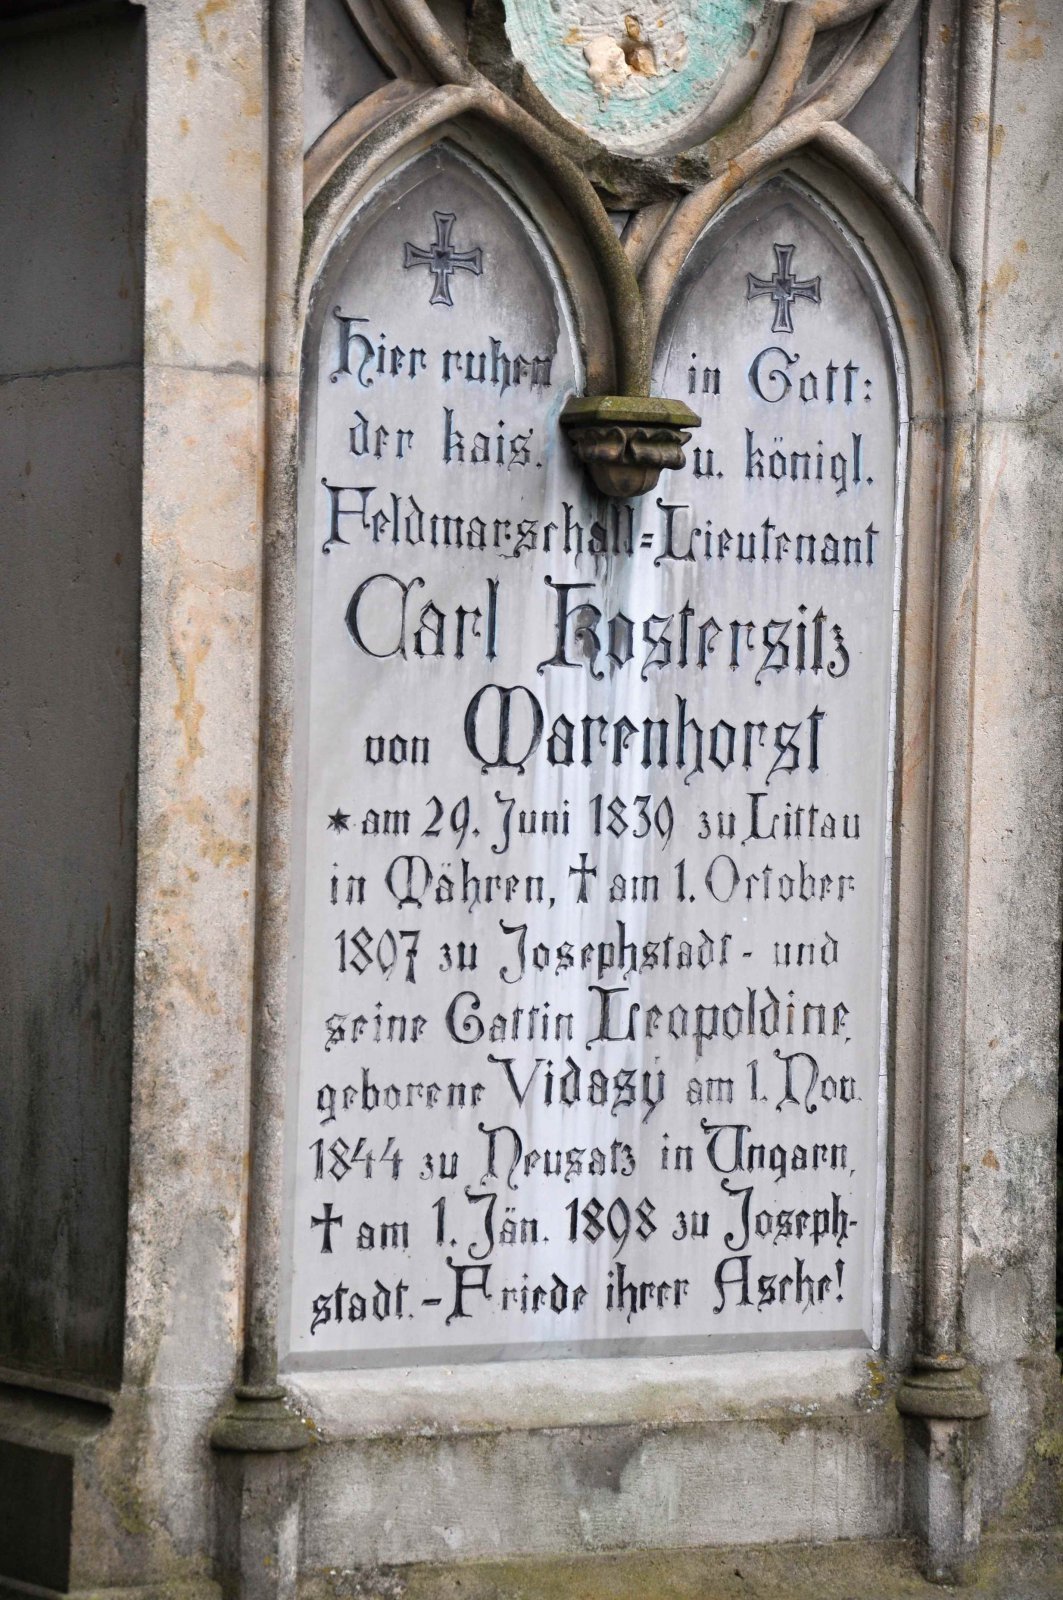 Hier ruhen in Gott:
der kais. u. königl.
Feldmarschall=Lieutenant
Carl Kostersitz
von Marenhorst
* am 29. Juni 1839 zu Littau
in Mähren, † am 1. October
1897 zu Josephstadt - und
seine Gattin Leopoldine,
geborene Vidasÿ am 1. Nov.
1844 zu Neusatz in Ungarn,
† am 1. Jän. 1898 zu Joseph-
stadt. - Friede ihrer Asche!